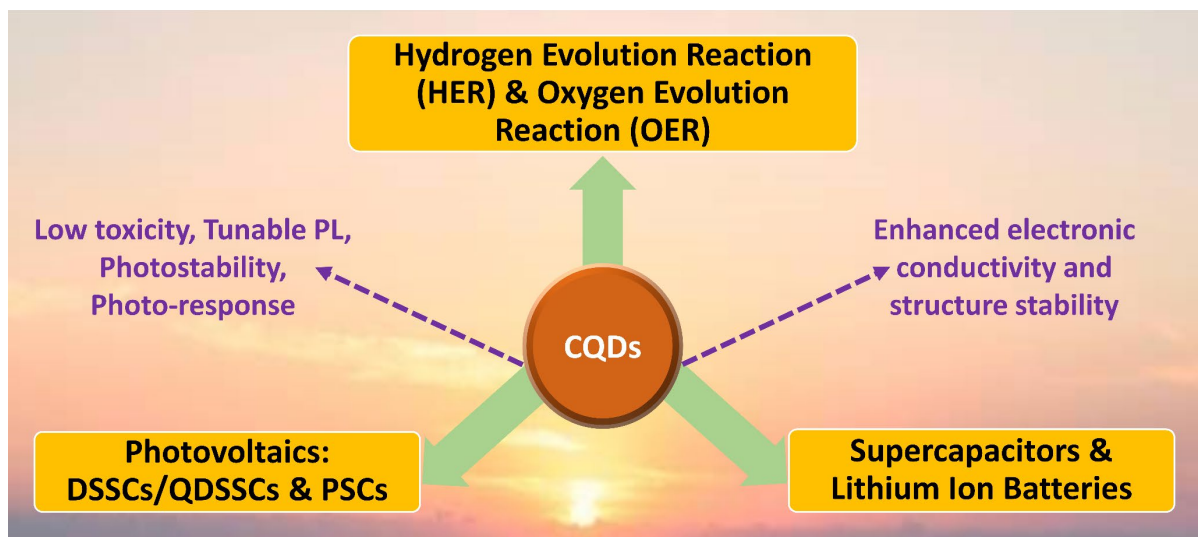 Hydrogen Evolution Reaction
(HER) & Oxygen Evolution
Reaction (OER)
Low toxicity, Tunable PL,
Photostability,
Photo-response
Enhanced electronic
conductivity and
structure stability
CQDs
Photovoltaics:
DSSCs/QDSSCs & PSCs
Supercapacitors &
Lithium Ion Batteries